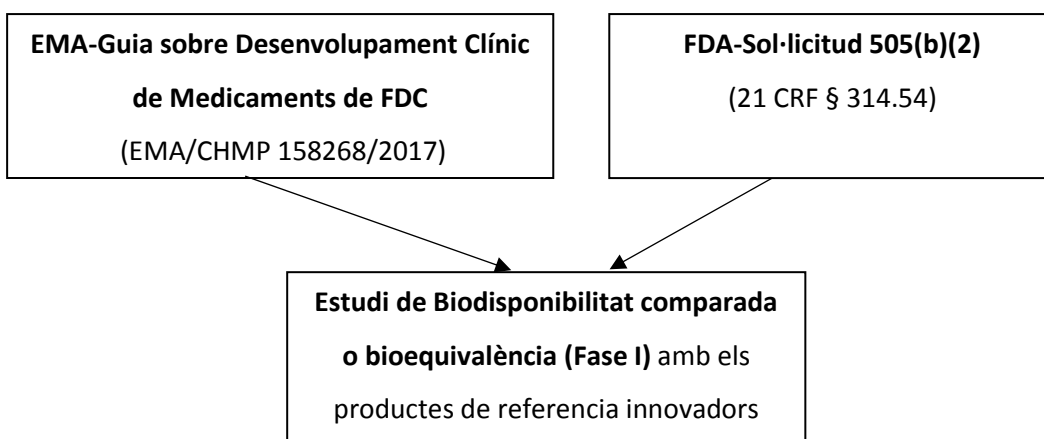 EMA-Guia sobre Desenvolupament Clínic
de Medicaments de FDC
(EMA/CHMP 158268/2017)
FDA-Sol·licitud 505(b)(2)
(21 CRF § 314.54)
Estudi de Biodisponibilitat comparada
o bioequivalència (Fase I) amb els
productes de referencia innovadors